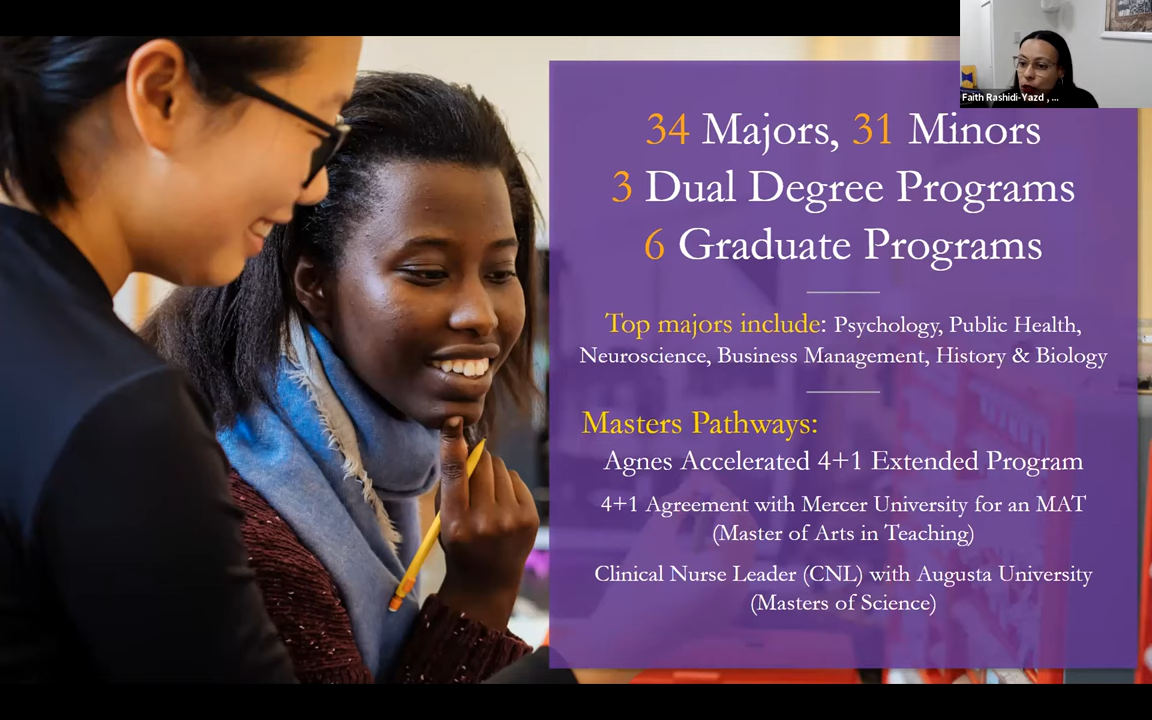 Faith Rashidi-Yazd , ...
34 Majors, 31 Minors
3 Dual Degree Programs
6 Graduate Programs
Top majors include: Psychology, Public Health,
Neuroscience, Business Management, History & Biology
Masters Pathways:
Agnes Accelerated 4+1 Extended Program
4+1 Agreement with Mercer University for an MAT
(Master of Arts in Teaching)
Clinical Nurse Leader (CNL) with Augusta University
(Masters of Science)